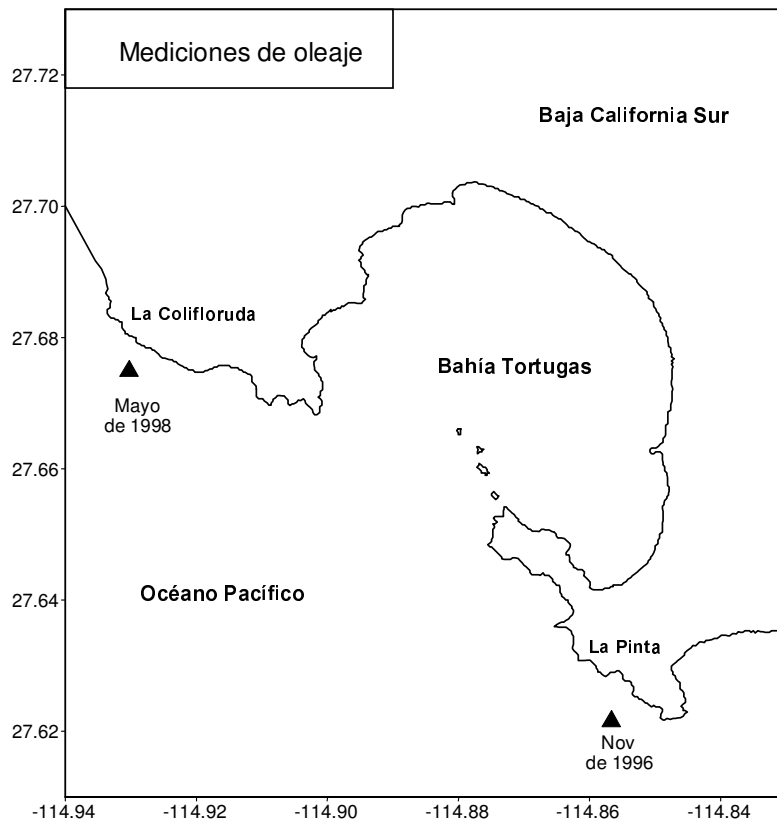 Mediciones de oleaje
27.72
Baja California Sur
27.70
La Colifloruda
27.68
Bahía Tortugas
Mayo
de 1998
27.66
27.64
Océano Pacífico
La Pinta
27.62
Nov
de 1996
-114.94
-114.92
-114.90
-114.88
-114.86
-114.84